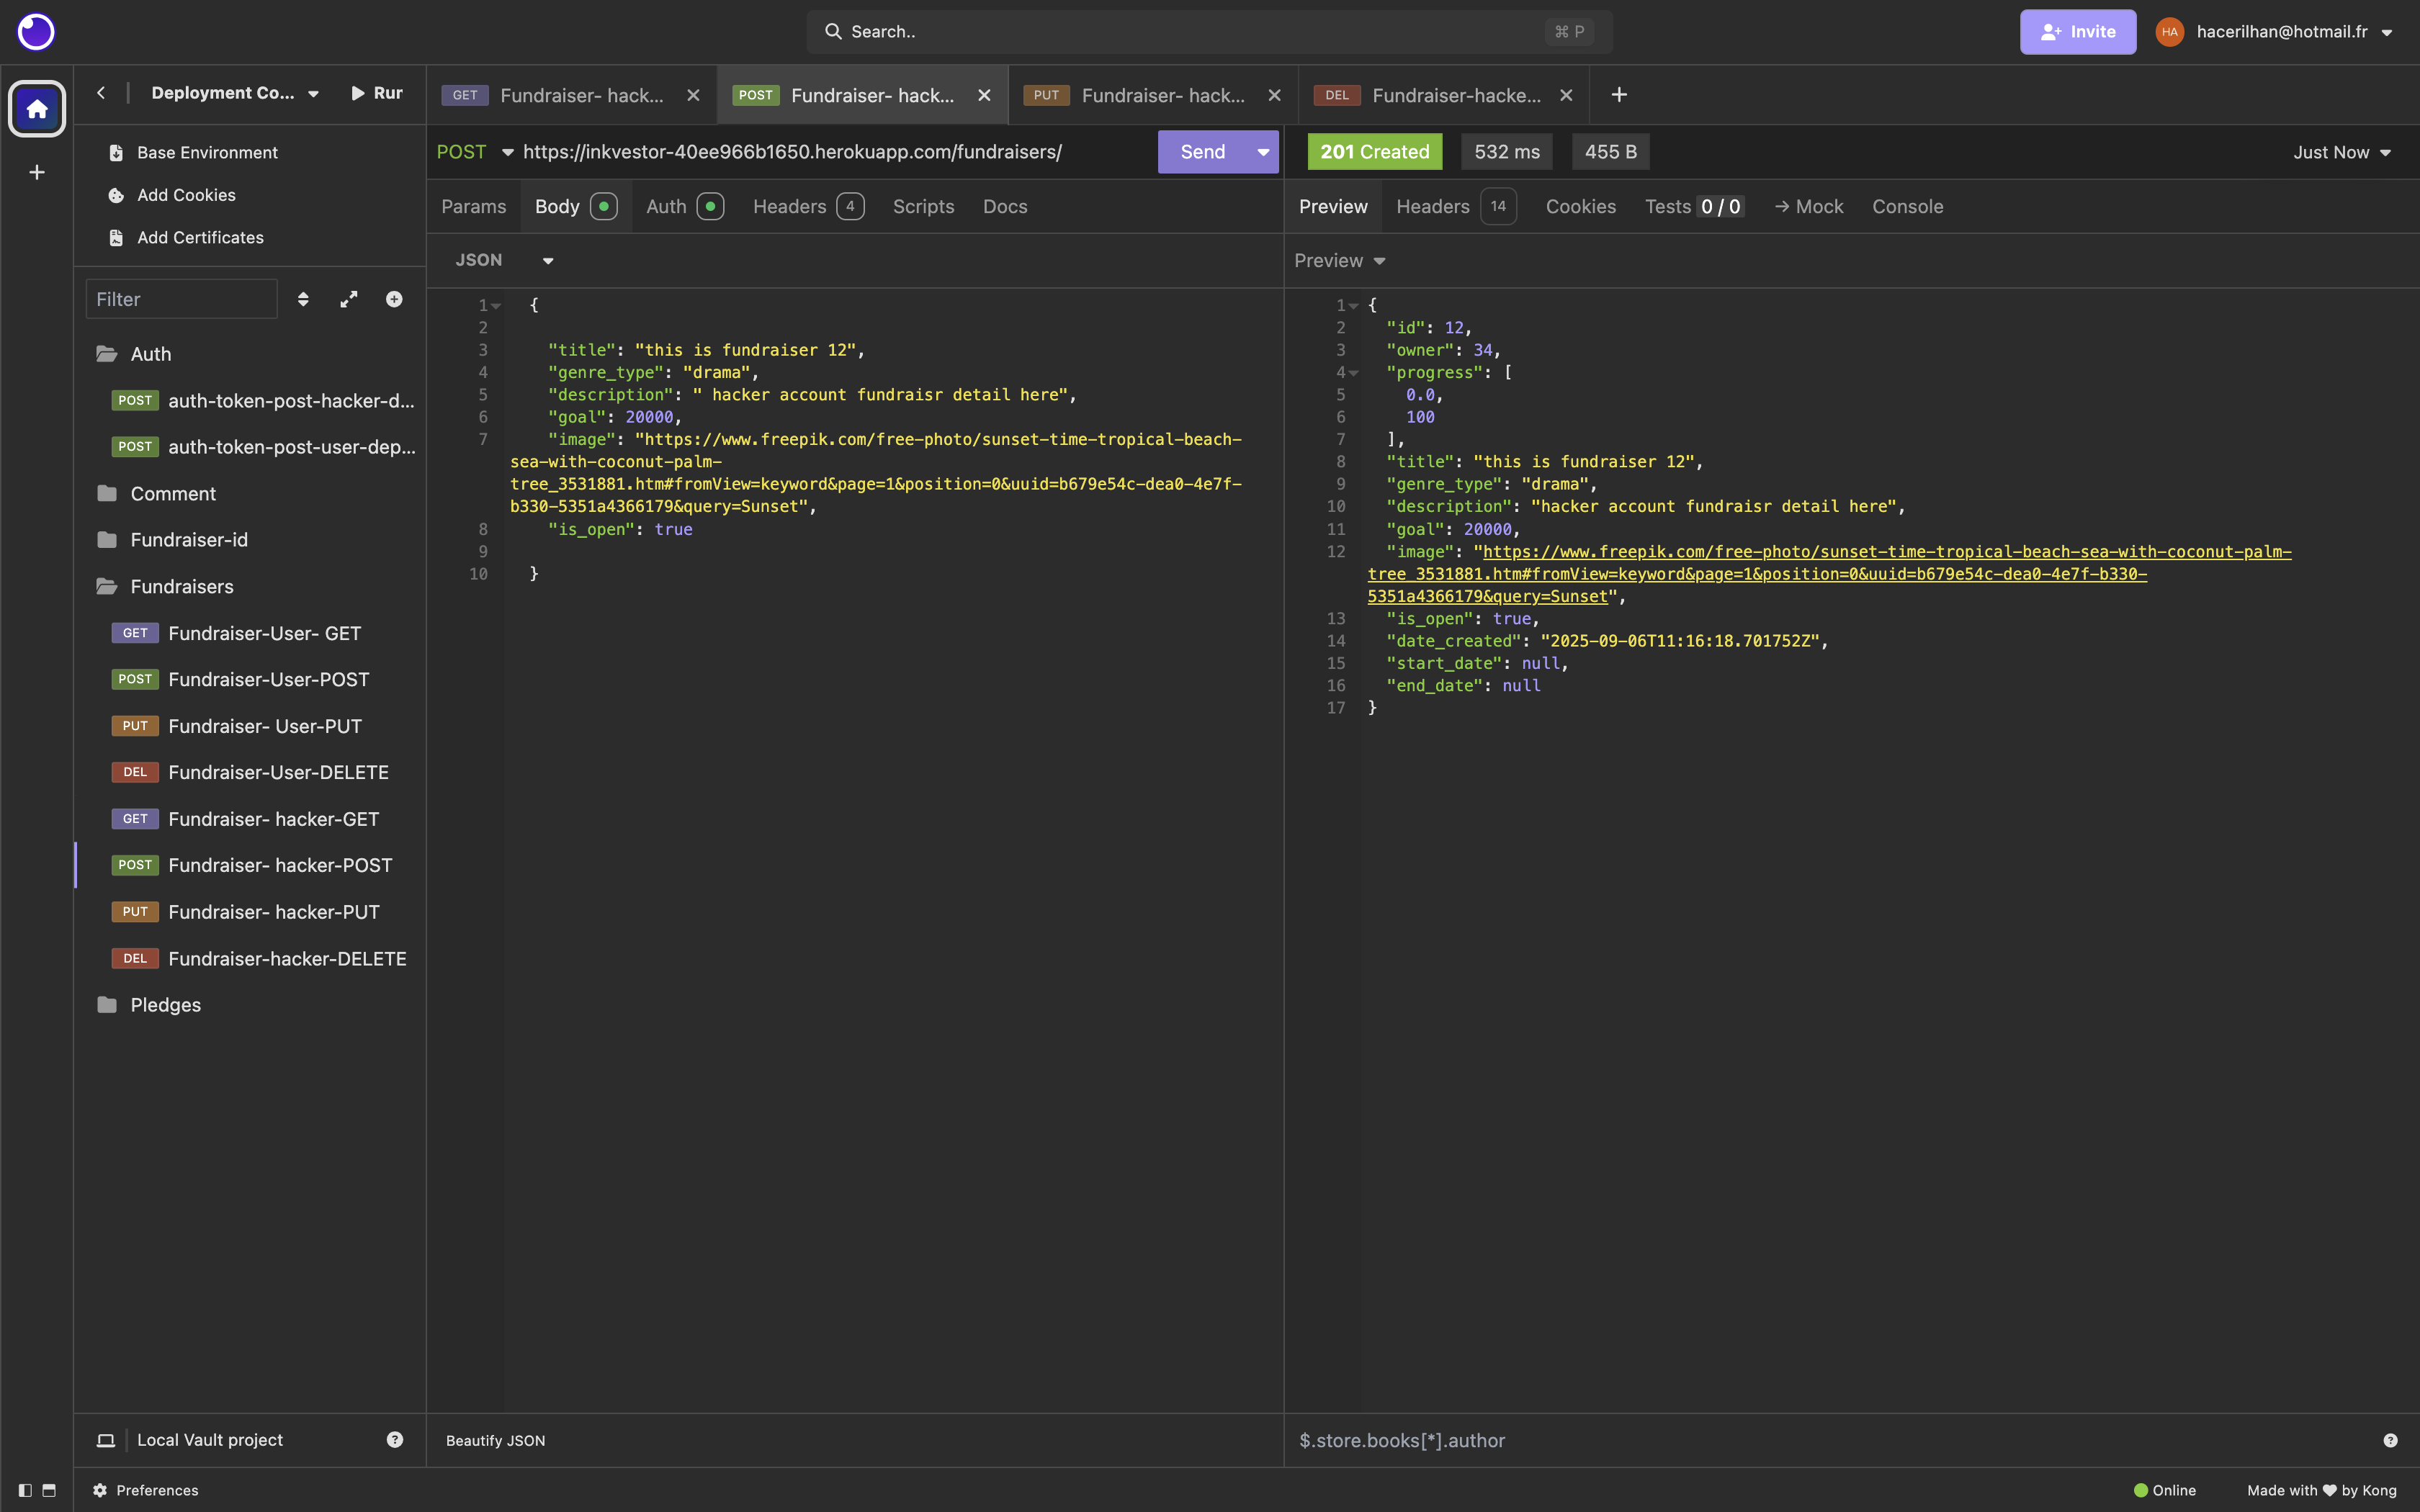 Search..
⌘ P
Invite
HA
hacerilhan@hotmail.fr
Deployment Co...
Run
GET Fundraiser- hack...
POST Fundraiser- hack...
PUT Fundraiser- hack...
DEL Fundraiser-hacke...
Base Environment
Add Cookies
Add Certificates
Filter
Auth
POST auth-token-post-hacker-d...
POST auth-token-post-user-dep...
Comment
Fundraiser-id
Fundraisers
GET Fundraiser-User- GET
POST Fundraiser-User-POST
PUT Fundraiser- User-PUT
DEL Fundraiser-User-DELETE
GET Fundraiser- hacker-GET
POST Fundraiser- hacker-POST
PUT Fundraiser- hacker-PUT
DEL Fundraiser-hacker-DELETE
Pledges
Local Vault project
POST https://inkvestor-40ee966b1650.herokuapp.com/fundraisers/
Send
Params Body Auth Headers 4 Scripts Docs
JSON
1 {
2
3 "title": "this is fundraiser 12",
4 "genre_type": "drama",
5 "description": " hacker account fundraisr detail here",
6 "goal": 20000,
7 "image": "https://www.freepik.com/free-photo/sunset-time-tropical-beach-
sea-with-coconut-palm-
tree_3531881.htm#fromView=keyword&page=1&position=0&uuid=b679e54c-dea0-4e7f-
b330-5351a4366179&query=Sunset",
8 "is_open": true
9
10 }
Beautify JSON
201 Created 532 ms 455 B
Just Now
Preview Headers 14 Cookies Tests 0 / 0 → Mock Console
Preview
1 {
2 "id": 12,
3 "owner": 34,
4 "progress": [
5 0.0,
6 100
7 ],
8 "title": "this is fundraiser 12",
9 "genre_type": "drama",
10 "description": "hacker account fundraisr detail here",
11 "goal": 20000,
12 "image": "https://www.freepik.com/free-photo/sunset-time-tropical-beach-sea-with-coconut-palm-
tree_3531881.htm#fromView=keyword&page=1&position=0&uuid=b679e54c-dea0-4e7f-b330-
5351a4366179&query=Sunset",
13 "is_open": true,
14 "date_created": "2025-09-06T11:16:18.701752Z",
15 "start_date": null,
16 "end_date": null
17 }
$.store.books[*].author
Preferences
Online
Made with ♥ by Kong